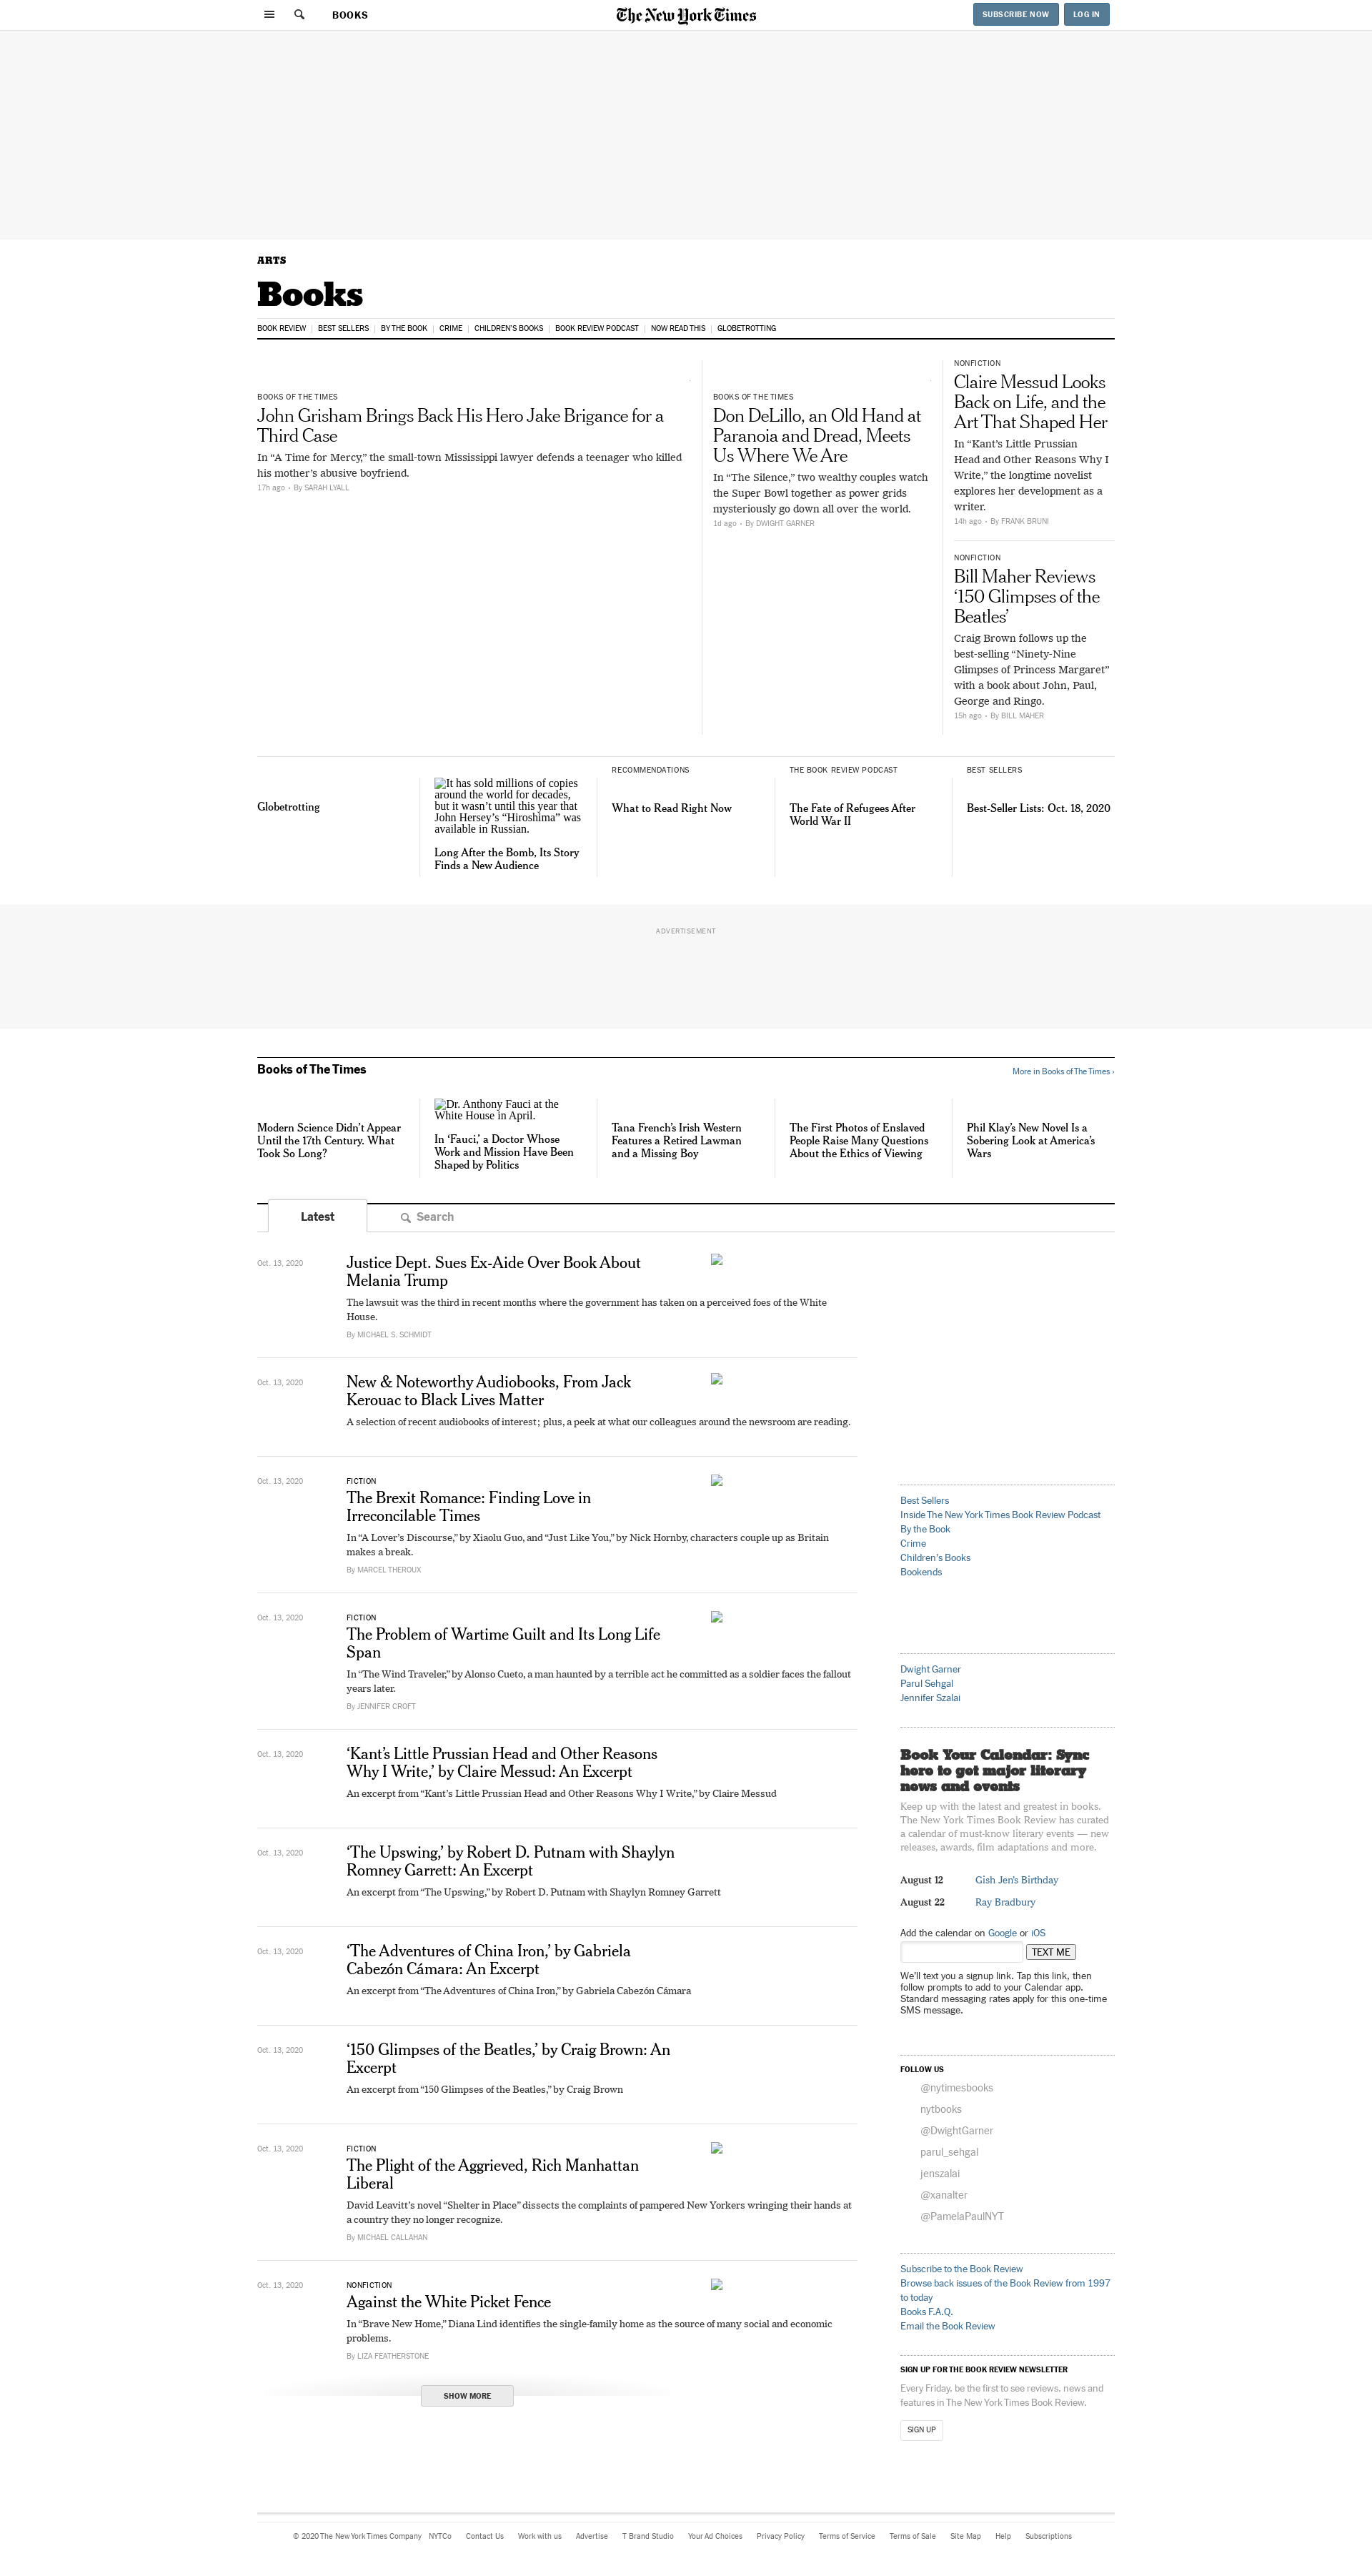 BOOKS
The New York Times
SUBSCRIBE NOW
LOG IN
ARTS
Books
BOOK REVIEW
BEST SELLERS
BY THE BOOK
CRIME
CHILDREN'S BOOKS
BOOK REVIEW PODCAST
NOW READ THIS
GLOBETROTTING
BOOKS OF THE TIMES
John Grisham Brings Back His Hero Jake Brigance for a
Third Case
In “A Time for Mercy,” the small-town Mississippi lawyer defends a teenager who killed
his mother’s abusive boyfriend.
17h ago • By SARAH LYALL
BOOKS OF THE TIMES
Don DeLillo, an Old Hand at
Paranoia and Dread, Meets
Us Where We Are
In “The Silence,” two wealthy couples watch
the Super Bowl together as power grids
mysteriously go down all over the world.
1d ago • By DWIGHT GARNER
NONFICTION
Claire Messud Looks
Back on Life, and the
Art That Shaped Her
In “Kant’s Little Prussian
Head and Other Reasons Why I
Write,” the longtime novelist
explores her development as a
writer.
14h ago • By FRANK BRUNI
NONFICTION
Bill Maher Reviews
‘150 Glimpses of the
Beatles’
Craig Brown follows up the
best-selling “Ninety-Nine
Glimpses of Princess Margaret”
with a book about John, Paul,
George and Ringo.
15h ago • By BILL MAHER
Globetrotting
It has sold millions of copies
around the world for decades,
but it wasn’t until this year that
John Hersey’s “Hiroshima” was
available in Russian.
Long After the Bomb, Its Story
Finds a New Audience
RECOMMENDATIONS
What to Read Right Now
THE BOOK REVIEW PODCAST
The Fate of Refugees After
World War II
BEST SELLERS
Best-Seller Lists: Oct. 18, 2020
ADVERTISEMENT
Books of The Times
More in Books of The Times ›
Modern Science Didn’t Appear
Until the 17th Century. What
Took So Long?
Dr. Anthony Fauci at the
White House in April.
In ‘Fauci,’ a Doctor Whose
Work and Mission Have Been
Shaped by Politics
Tana French’s Irish Western
Features a Retired Lawman
and a Missing Boy
The First Photos of Enslaved
People Raise Many Questions
About the Ethics of Viewing
Phil Klay’s New Novel Is a
Sobering Look at America’s
Wars
Latest
Search
Oct. 13, 2020
Justice Dept. Sues Ex-Aide Over Book About
Melania Trump
The lawsuit was the third in recent months where the government has taken on a perceived foes of the White
House.
By MICHAEL S. SCHMIDT
Oct. 13, 2020
New & Noteworthy Audiobooks, From Jack
Kerouac to Black Lives Matter
A selection of recent audiobooks of interest; plus, a peek at what our colleagues around the newsroom are reading.
Oct. 13, 2020
FICTION
The Brexit Romance: Finding Love in
Irreconcilable Times
In “A Lover’s Discourse,” by Xiaolu Guo, and “Just Like You,” by Nick Hornby, characters couple up as Britain
makes a break.
By MARCEL THEROUX
Oct. 13, 2020
FICTION
The Problem of Wartime Guilt and Its Long Life
Span
In “The Wind Traveler,” by Alonso Cueto, a man haunted by a terrible act he committed as a soldier faces the fallout
years later.
By JENNIFER CROFT
Oct. 13, 2020
‘Kant’s Little Prussian Head and Other Reasons
Why I Write,’ by Claire Messud: An Excerpt
An excerpt from “Kant’s Little Prussian Head and Other Reasons Why I Write,” by Claire Messud
Oct. 13, 2020
‘The Upswing,’ by Robert D. Putnam with Shaylyn
Romney Garrett: An Excerpt
An excerpt from “The Upswing,” by Robert D. Putnam with Shaylyn Romney Garrett
Oct. 13, 2020
‘The Adventures of China Iron,’ by Gabriela
Cabezón Cámara: An Excerpt
An excerpt from “The Adventures of China Iron,” by Gabriela Cabezón Cámara
Oct. 13, 2020
‘150 Glimpses of the Beatles,’ by Craig Brown: An
Excerpt
An excerpt from “150 Glimpses of the Beatles,” by Craig Brown
Oct. 13, 2020
FICTION
The Plight of the Aggrieved, Rich Manhattan
Liberal
David Leavitt’s novel “Shelter in Place” dissects the complaints of pampered New Yorkers wringing their hands at
a country they no longer recognize.
By MICHAEL CALLAHAN
Oct. 13, 2020
NONFICTION
Against the White Picket Fence
In “Brave New Home,” Diana Lind identifies the single-family home as the source of many social and economic
problems.
By LIZA FEATHERSTONE
SHOW MORE
Best Sellers
Inside The New York Times Book Review Podcast
By the Book
Crime
Children’s Books
Bookends
Dwight Garner
Parul Sehgal
Jennifer Szalai
Book Your Calendar: Sync
here to get major literary
news and events
Keep up with the latest and greatest in books.
The New York Times Book Review has curated
a calendar of must-know literary events — new
releases, awards, film adaptations and more.
August 12 Gish Jen’s Birthday
August 22 Ray Bradbury
Add the calendar on Google or iOS
TEXT ME
We’ll text you a signup link. Tap this link, then
follow prompts to add to your Calendar app.
Standard messaging rates apply for this one-time
SMS message.
FOLLOW US
@nytimesbooks
nytbooks
@DwightGarner
parul_sehgal
jenszalai
@xanalter
@PamelaPaulNYT
Subscribe to the Book Review
Browse back issues of the Book Review from 1997
to today
Books F.A.Q.
Email the Book Review
SIGN UP FOR THE BOOK REVIEW NEWSLETTER
Every Friday, be the first to see reviews, news and
features in The New York Times Book Review.
SIGN UP
© 2020 The New York Times Company
NYTCo
Contact Us
Work with us
Advertise
T Brand Studio
Your Ad Choices
Privacy Policy
Terms of Service
Terms of Sale
Site Map
Help
Subscriptions